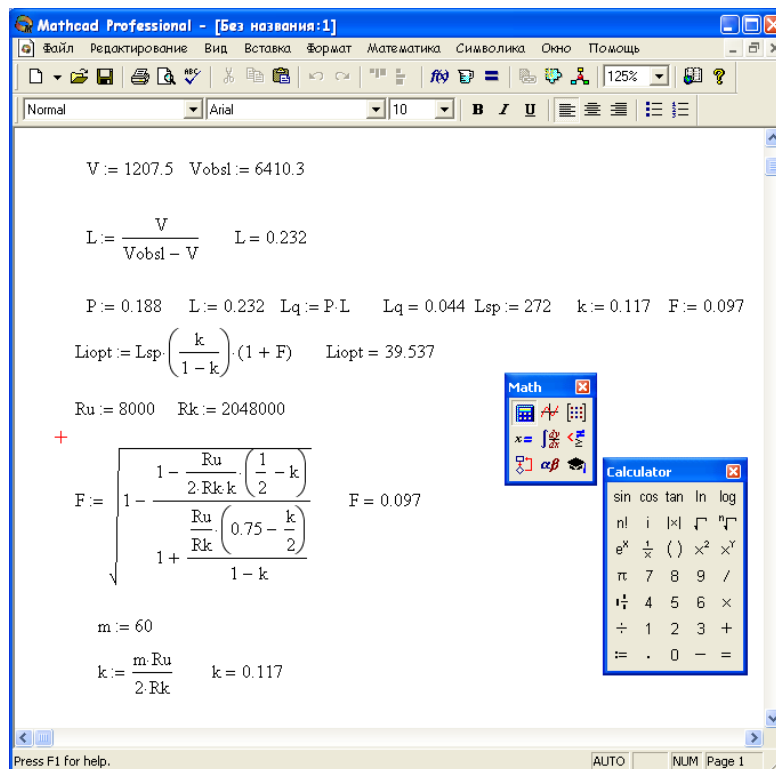 Mathcad Professional - [Без названия:1]
Файл Редактирование Вид Вставка Формат Математика Символика Окно Помощь
125%
Normal Arial 10 B I U
V := 1207.5 Vobsl := 6410.3
L := V / (Vobsl − V) L = 0.232
P := 0.188 L := 0.232 Lq := P·L Lq = 0.044 Lsp := 272 k := 0.117 F := 0.097
Liopt := Lsp·(k / (1 − k))·(1 + F) Liopt = 39.537
Ru := 8000 Rk := 2048000
F := √(1 − (1 − Ru / (2·Rk·k)·(1/2 − k)) / (1 + (Ru / Rk·(0.75 − k/2)) / (1 − k))) F = 0.097
m := 60
k := m·Ru / (2·Rk) k = 0.117
Math
x= ∫ dy/dx <≠≥
αβ
Calculator
sin cos tan ln log
n! i |×| √ ⁿ√
eˣ 1/x ( ) ×² ×ʸ
π 7 8 9 /
4 5 6 ×
÷ 1 2 3 +
:= . 0 − =
Press F1 for help. AUTO NUM Page 1